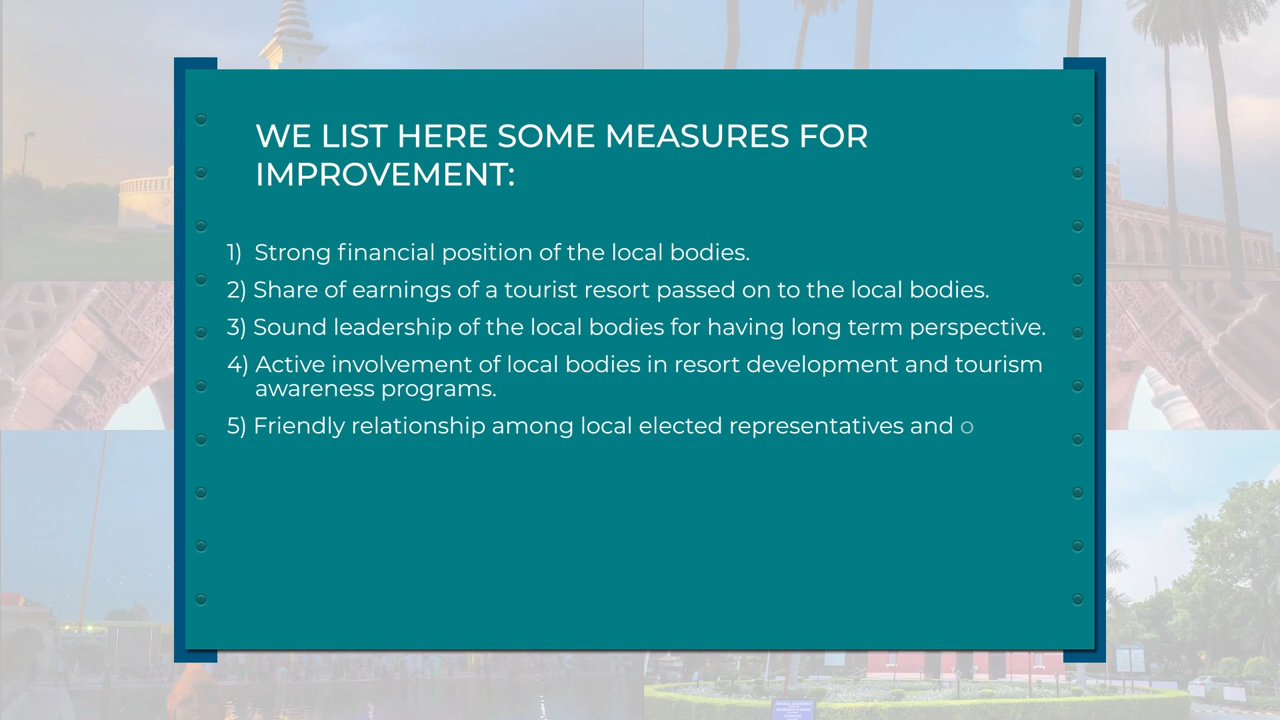 WE LIST HERE SOME MEASURES FOR
IMPROVEMENT:
1) Strong financial position of the local bodies.
2) Share of earnings of a tourist resort passed on to the local bodies.
3) Sound leadership of the local bodies for having long term perspective.
4) Active involvement of local bodies in resort development and tourism
awareness programs.
5) Friendly relationship among local elected representatives and o